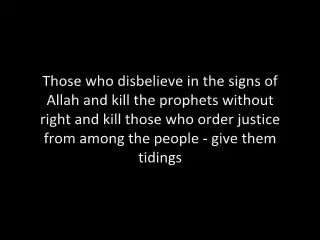 Those who disbelieve in the signs of
Allah and kill the prophets without
right and kill those who order justice
from among the people - give them
tidings